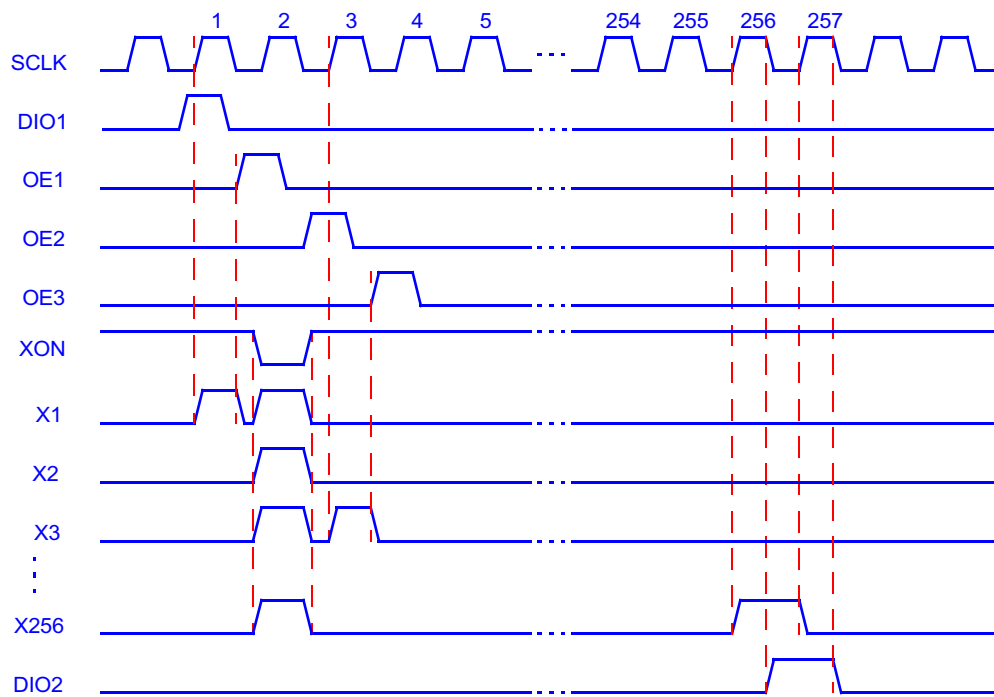 1 2 3 4 5 254 255 256 257
SCLK
DIO1
OE1
OE2
OE3
XON
X1
X2
X3
X256
DIO2